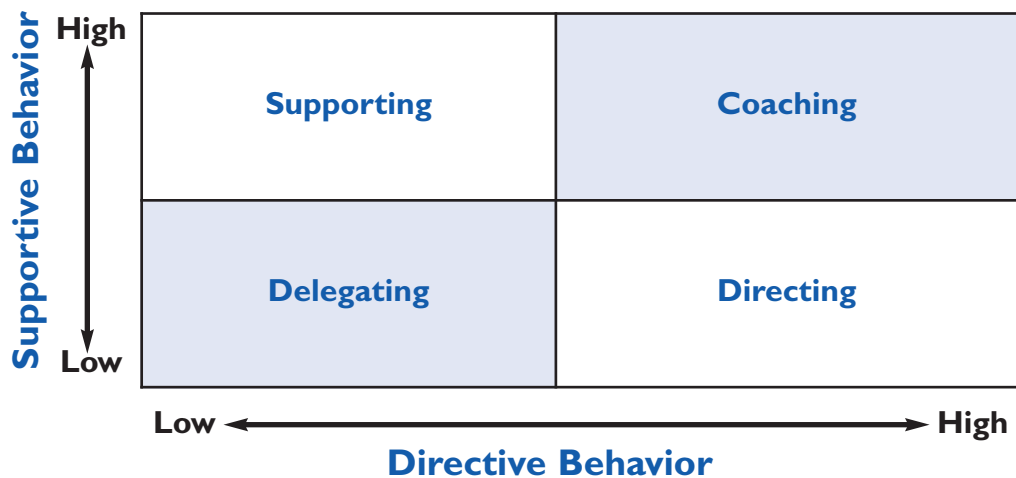 Supportive Behavior
High
Supporting
Coaching
Delegating
Directing
Low
Low
High
Directive Behavior